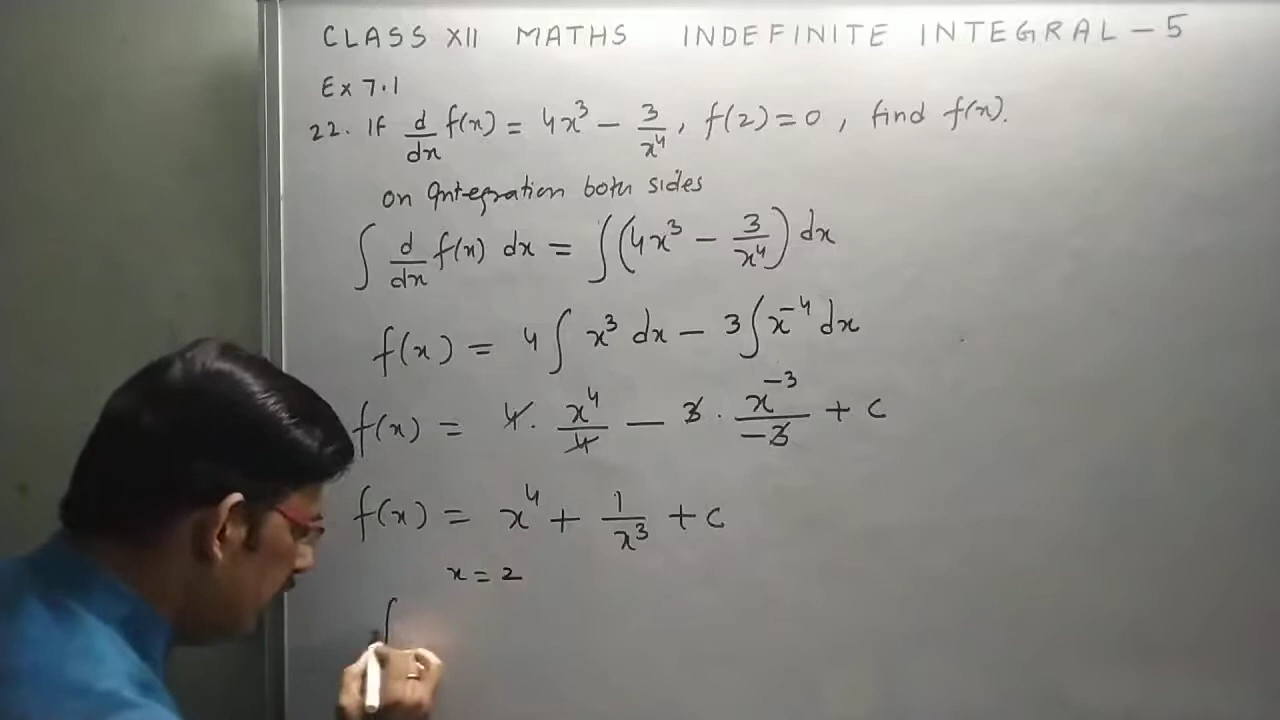 CLASS XII MATHS INDEFINITE INTEGRAL - 5
Ex 7.1
22. If d/dx f(x) = 4x³ - 3/x⁴, f(2) = 0, find f(x).
on Integration both sides
∫ d/dx f(x) dx = ∫(4x³ - 3/x⁴) dx
f(x) = 4∫ x³ dx - 3∫x⁻⁴ dx
f(x) = 4. x⁴/4 - 3. x⁻³/-3 + c
f(x) = x⁴ + 1/x³ + c
x = 2